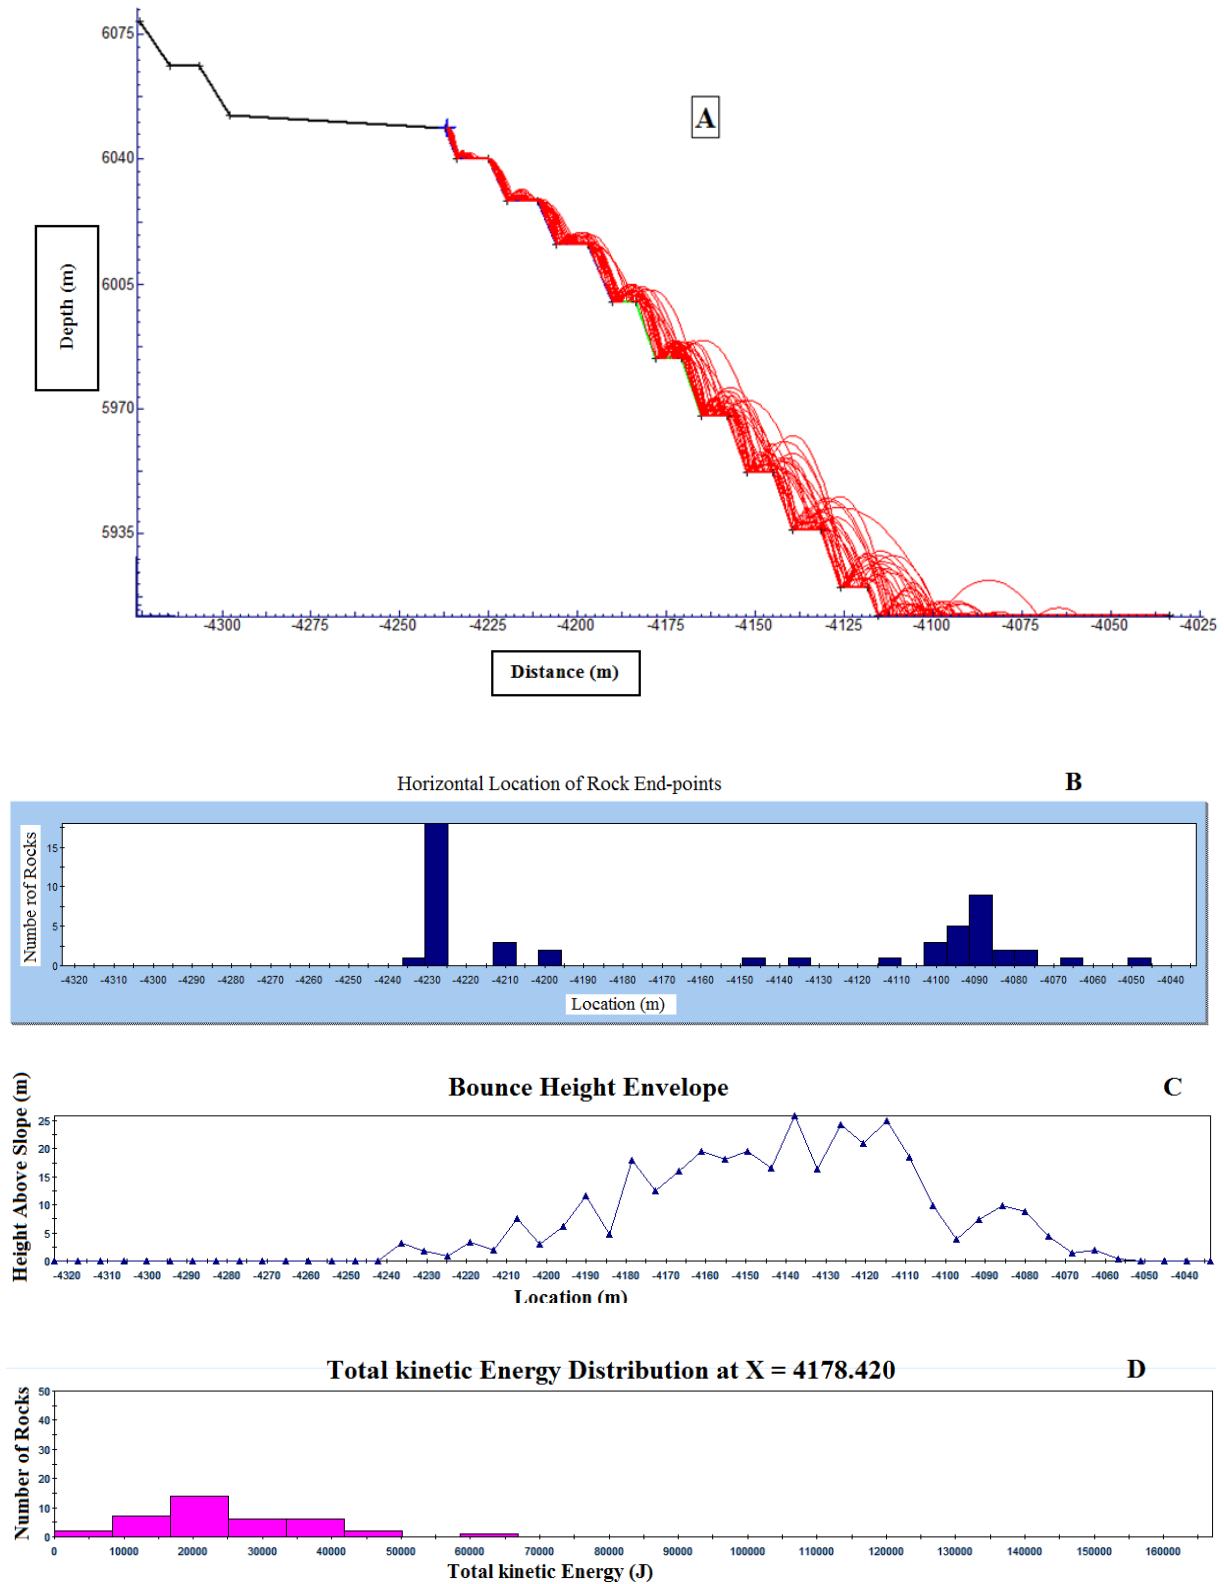 6075
A
6040
6005
Depth (m)
5970
5935
-4300 -4275 -4250 -4225 -4200 -4175 -4150 -4125 -4100 -4075 -4050 -4025
Distance (m)
Horizontal Location of Rock End-points B
Numbe rof Rocks
15
10
5
0
-4320 -4310 -4300 -4290 -4280 -4270 -4260 -4250 -4240 -4230 -4220 -4210 -4200 -4190 -4180 -4170 -4160 -4150 -4140 -4130 -4120 -4110 -4100 -4090 -4080 -4070 -4060 -4050 -4040
Location (m)
Bounce Height Envelope C
Height Above Slope (m)
25
20
15
10
5
0
-4320 -4310 -4300 -4290 -4280 -4270 -4260 -4250 -4240 -4230 -4220 -4210 -4200 -4190 -4180 -4170 -4160 -4150 -4140 -4130 -4120 -4110 -4100 -4090 -4080 -4070 -4060 -4050 -4040
Location (m)
Total kinetic Energy Distribution at X = 4178.420 D
Number of Rocks
50
40
30
20
10
0
0 10000 20000 30000 40000 50000 60000 70000 80000 90000 100000 110000 120000 130000 140000 150000 160000
Total kinetic Energy (J)